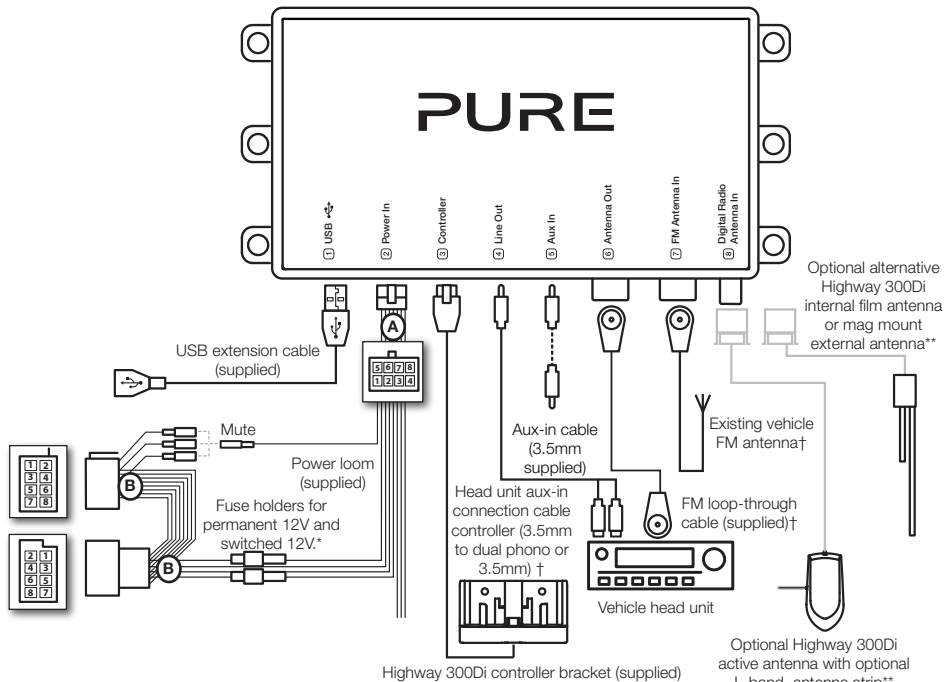 PURE
1 USB
2 Power In
3 Controller
4 Line Out
5 Aux In
6 Antenna Out
7 FM Antenna In
8 Digital Radio
Antenna In
Optional alternative
Highway 300Di
internal film antenna
or mag mount
external antenna**
USB extension cable
(supplied)
A
5 6 7 8
1 2 3 4
Mute
Power loom
(supplied)
Aux-in cable
(3.5mm
supplied)
Existing vehicle
FM antenna†
1 2
3 4
5 6
7 8
B
Fuse holders for
permanent 12V and
switched 12V.*
Head unit aux-in
connection cable
controller (3.5mm
to dual phono or
3.5mm) †
FM loop-through
cable (supplied)†
2 1
4 3
6 5
8 7
B
Vehicle head unit
Highway 300Di controller bracket (supplied)
Optional Highway 300Di
active antenna with optional
antenna strip**